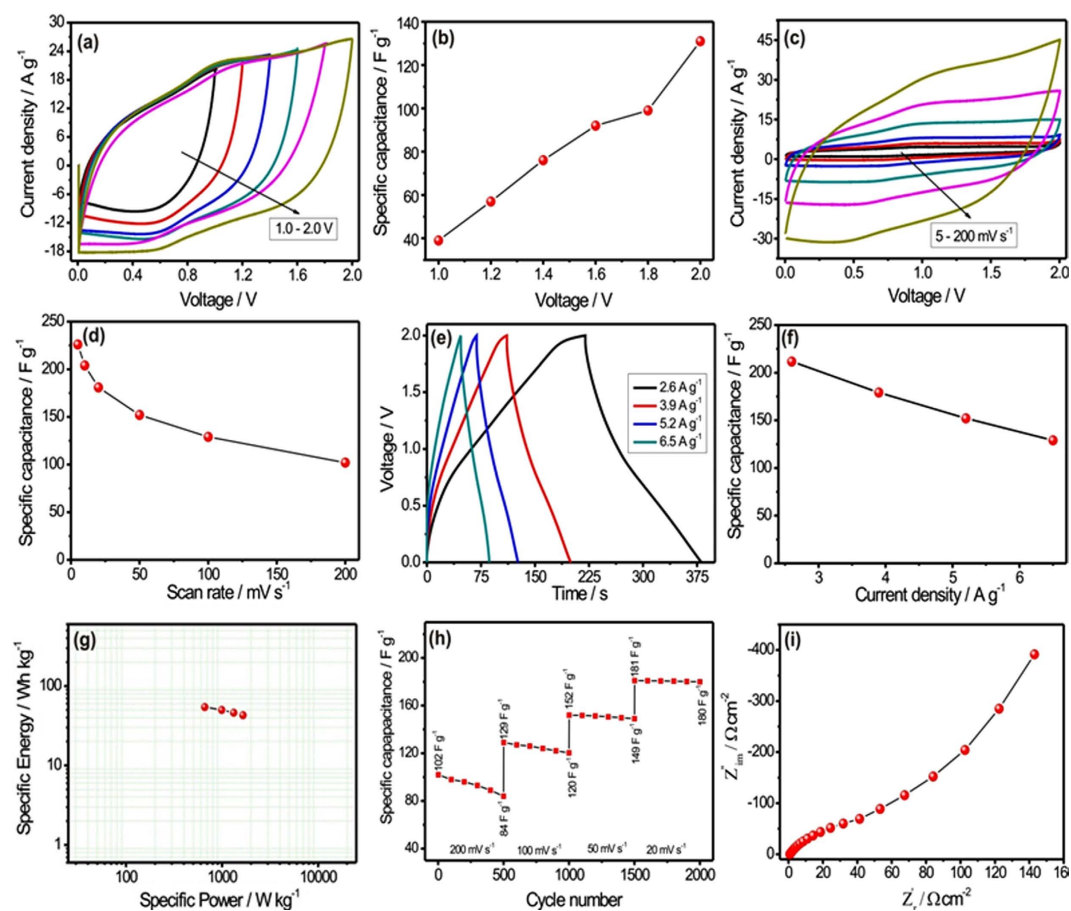 (a)
Current density / A g-1
30
24
18
12
6
0
-6
-12
-18
1.0 - 2.0 V
0.0 0.4 0.8 1.2 1.6 2.0
Voltage / V
(b)
Specific capacitance / F g-1
140
120
100
80
60
40
1.0 1.2 1.4 1.6 1.8 2.0
Voltage / V
(c)
Current density / A g-1
45
30
15
0
-15
-30
5 - 200 mV s-1
0.0 0.5 1.0 1.5 2.0
Voltage / V
(d)
Specific capacitance / F g-1
250
200
150
100
50
0
0 50 100 150 200
Scan rate / mV s-1
(e)
Voltage / V
2.0
1.5
1.0
0.5
0.0
2.6 A g-1
3.9 A g-1
5.2 A g-1
6.5 A g-1
0 75 150 225 300 375
Time / s
(f)
Specific capacitance / F g-1
250
200
150
100
50
0
3 4 5 6
Current density / A g-1
(g)
Specific Energy / Wh kg-1
100
10
1
100 1000 10000
Specific Power / W kg-1
(h)
Specific capapacitance / F g-1
200
160
120
80
40
102 F g-1
84 F g-1
129 F g-1
120 F g-1
152 F g-1
149 F g-1
181 F g-1
180 F g-1
200 mV s-1 100 mV s-1 50 mV s-1 20 mV s-1
0 500 1000 1500 2000
Cycle number
(i)
Z"im / Ω cm-2
-400
-300
-200
-100
0
0 20 40 60 80 100 120 140 160
Z'r / Ω cm-2